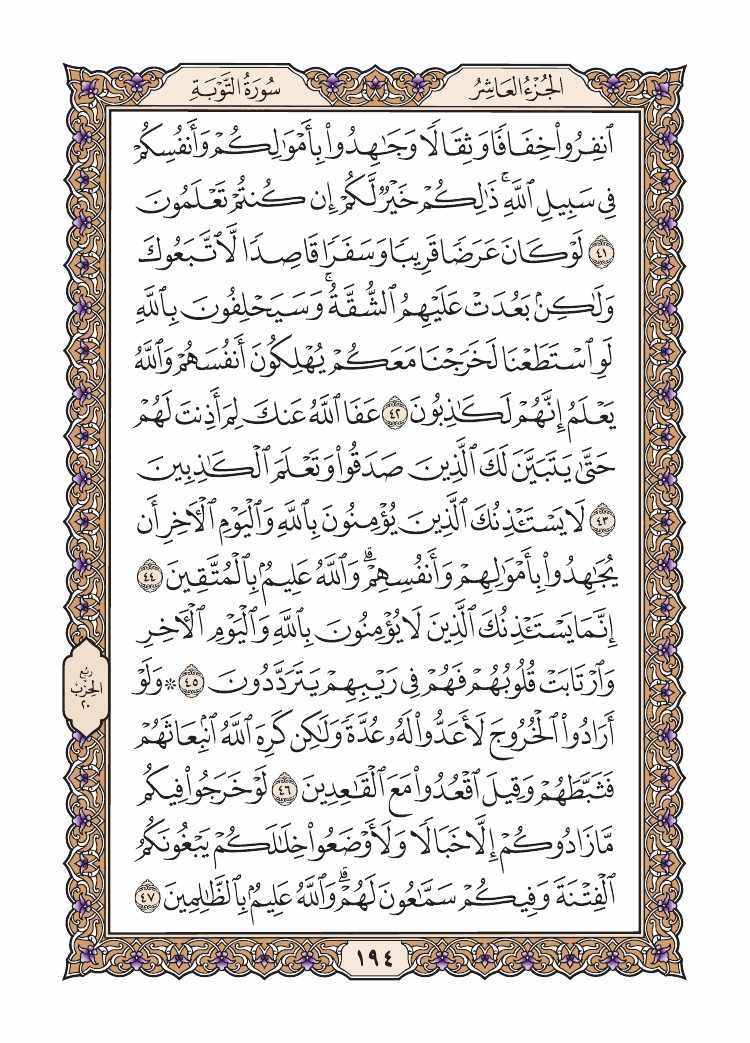 الجُزْءُ العَاشِرُ
سُورَةُ التَّوْبَةِ
ٱنفِرُوا۟ خِفَافًا وَثِقَالًا وَجَٰهِدُوا۟ بِأَمْوَٰلِكُمْ وَأَنفُسِكُمْ
فِى سَبِيلِ ٱللَّهِ ۚ ذَٰلِكُمْ خَيْرٌ لَّكُمْ إِن كُنتُمْ تَعْلَمُونَ
٤١ لَوْ كَانَ عَرَضًا قَرِيبًا وَسَفَرًا قَاصِدًا لَّٱتَّبَعُوكَ
وَلَٰكِنۢ بَعُدَتْ عَلَيْهِمُ ٱلشُّقَّةُ ۚ وَسَيَحْلِفُونَ بِٱللَّهِ
لَوِ ٱسْتَطَعْنَا لَخَرَجْنَا مَعَكُمْ يُهْلِكُونَ أَنفُسَهُمْ وَٱللَّهُ
يَعْلَمُ إِنَّهُمْ لَكَٰذِبُونَ ٤٢ عَفَا ٱللَّهُ عَنكَ لِمَ أَذِنتَ لَهُمْ
حَتَّىٰ يَتَبَيَّنَ لَكَ ٱلَّذِينَ صَدَقُوا۟ وَتَعْلَمَ ٱلْكَٰذِبِينَ
٤٣ لَا يَسْتَـْٔذِنُكَ ٱلَّذِينَ يُؤْمِنُونَ بِٱللَّهِ وَٱلْيَوْمِ ٱلْـَٔاخِرِ أَن
يُجَٰهِدُوا۟ بِأَمْوَٰلِهِمْ وَأَنفُسِهِمْ ۗ وَٱللَّهُ عَلِيمٌۢ بِٱلْمُتَّقِينَ ٤٤
إِنَّمَا يَسْتَـْٔذِنُكَ ٱلَّذِينَ لَا يُؤْمِنُونَ بِٱللَّهِ وَٱلْيَوْمِ ٱلْـَٔاخِرِ
وَٱرْتَابَتْ قُلُوبُهُمْ فَهُمْ فِى رَيْبِهِمْ يَتَرَدَّدُونَ ٤٥ * وَلَوْ
أَرَادُوا۟ ٱلْخُرُوجَ لَأَعَدُّوا۟ لَهُۥ عُدَّةً وَلَٰكِن كَرِهَ ٱللَّهُ ٱنۢبِعَاثَهُمْ
فَثَبَّطَهُمْ وَقِيلَ ٱقْعُدُوا۟ مَعَ ٱلْقَٰعِدِينَ ٤٦ لَوْ خَرَجُوا۟ فِيكُم
مَّا زَادُوكُمْ إِلَّا خَبَالًا وَلَأَوْضَعُوا۟ خِلَٰلَكُمْ يَبْغُونَكُمُ
ٱلْفِتْنَةَ وَفِيكُمْ سَمَّٰعُونَ لَهُمْ ۗ وَٱللَّهُ عَلِيمٌۢ بِٱلظَّٰلِمِينَ ٤٧
رُبُع
الحِزْب
٢٠
١٩٤